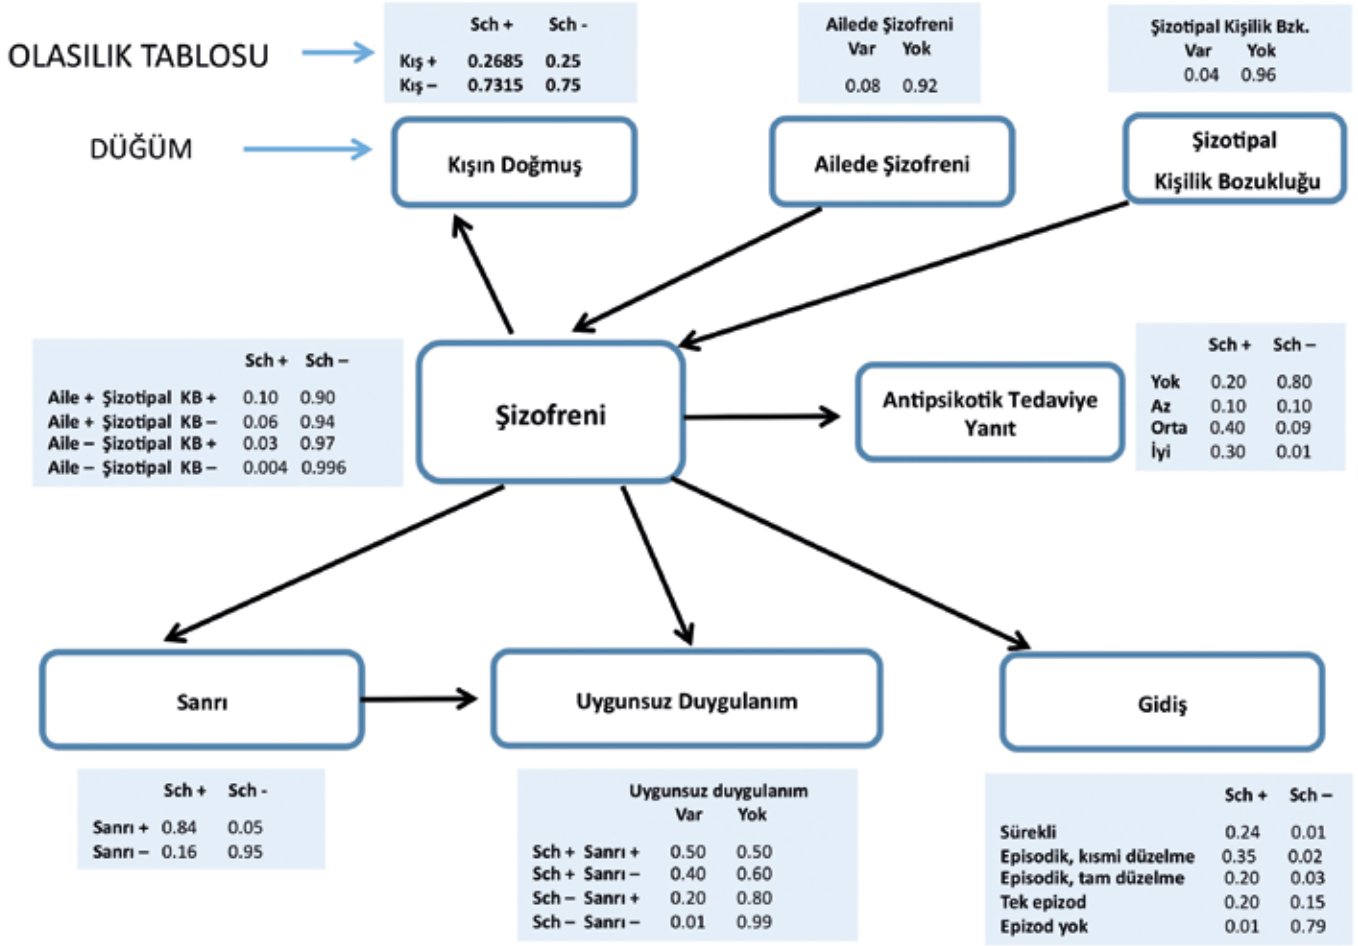 OLASILIK TABLOSU
Sch + Sch -
Kış + 0.2685 0.25
Kış – 0.7315 0.75
Ailede Şizofreni
Var Yok
0.08 0.92
Şizotipal Kişilik Bzk.
Var Yok
0.04 0.96
DÜĞÜM
Kışın Doğmuş
Ailede Şizofreni
Şizotipal
Kişilik Bozukluğu
Sch + Sch –
Aile + Şizotipal KB + 0.10 0.90
Aile + Şizotipal KB – 0.06 0.94
Aile – Şizotipal KB + 0.03 0.97
Aile – Şizotipal KB – 0.004 0.996
Şizofreni
Antipsikotik Tedaviye
Yanıt
Sch + Sch –
Yok 0.20 0.80
Az 0.10 0.10
Orta 0.40 0.09
İyi 0.30 0.01
Sanrı
Uygunsuz Duygulanım
Gidiş
Sch + Sch -
Sanrı + 0.84 0.05
Sanrı – 0.16 0.95
Uygunsuz duygulanım
Var Yok
Sch + Sanrı + 0.50 0.50
Sch + Sanrı – 0.40 0.60
Sch – Sanrı + 0.20 0.80
Sch – Sanrı – 0.01 0.99
Sch + Sch –
Sürekli 0.24 0.01
Episodik, kısmi düzelme 0.35 0.02
Episodik, tam düzelme 0.20 0.03
Tek epizod 0.20 0.15
Epizod yok 0.01 0.79